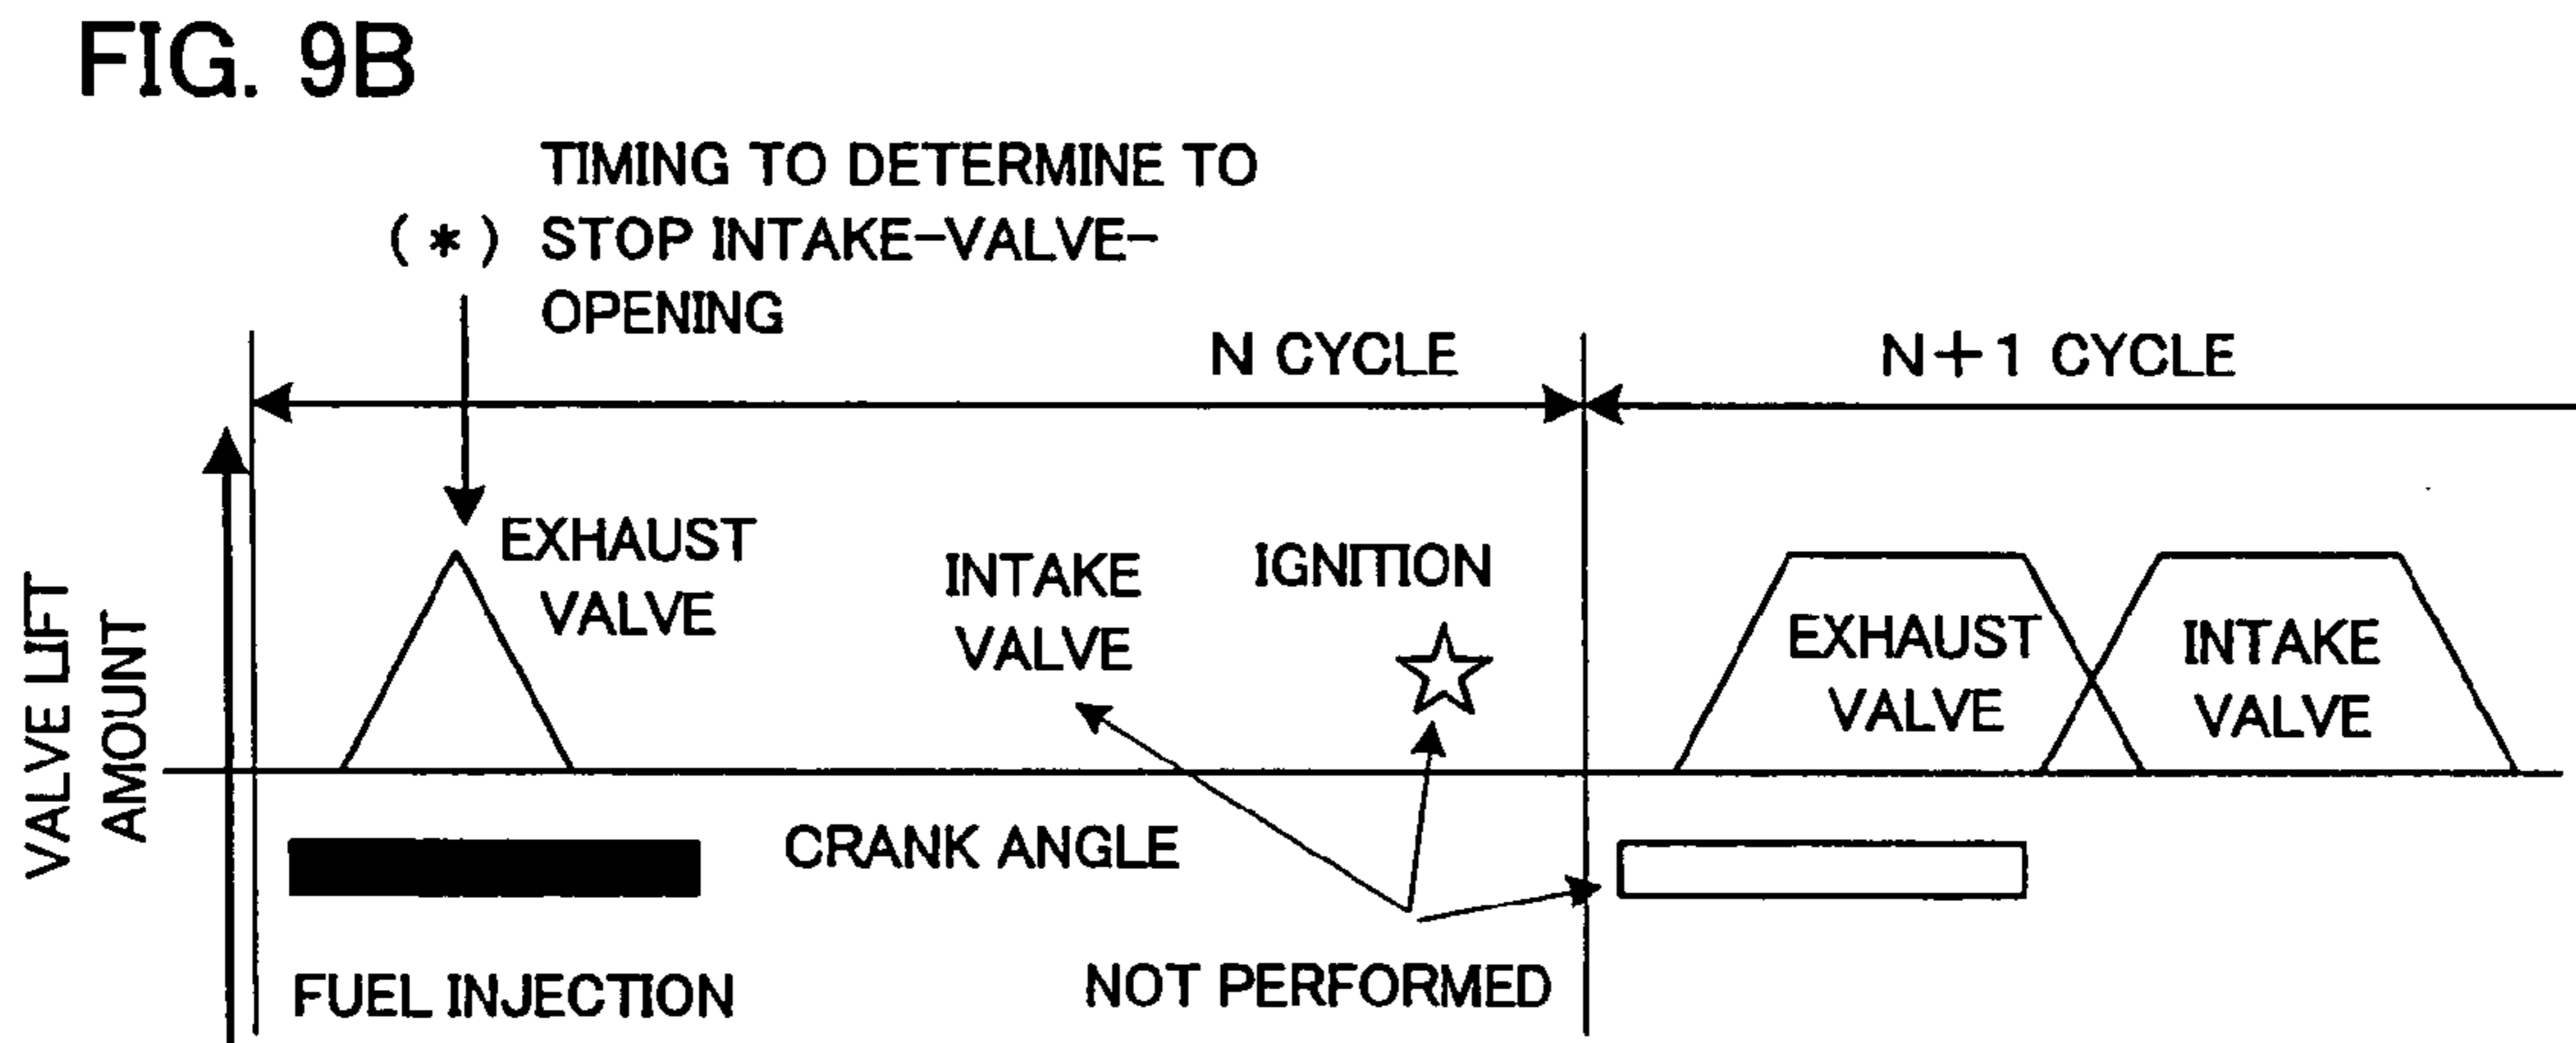 FIG. 9B
TIMING TO DETERMINE TO
(*) STOP INTAKE-VALVE-
OPENING
N CYCLE
N+1 CYCLE
VALVE LIFT
AMOUNT
EXHAUST
VALVE
INTAKE
VALVE
IGNITION
EXHAUST
VALVE
INTAKE
VALVE
CRANK ANGLE
FUEL INJECTION
NOT PERFORMED